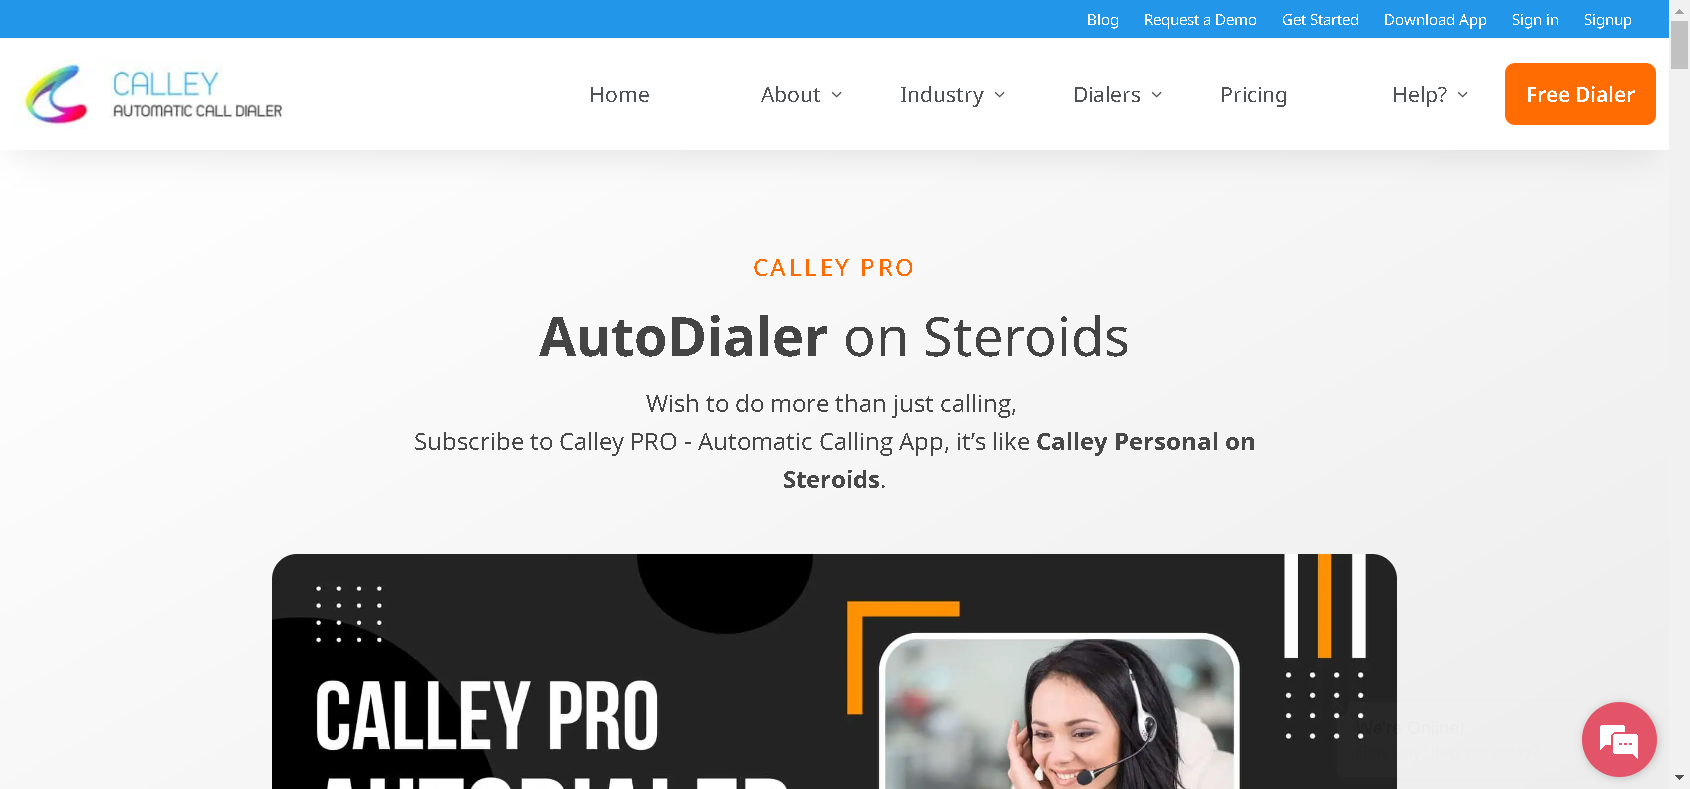 Blog Request a Demo Get Started Download App Sign in Signup
CALLEY
AUTOMATIC CALL DIALER
Home About Industry Dialers Pricing Help? Free Dialer
CALLEY PRO
AutoDialer on Steroids
Wish to do more than just calling,
Subscribe to Calley PRO - Automatic Calling App, it’s like Calley Personal on
Steroids.
CALLEY PRO
AUTODIALER
Online!